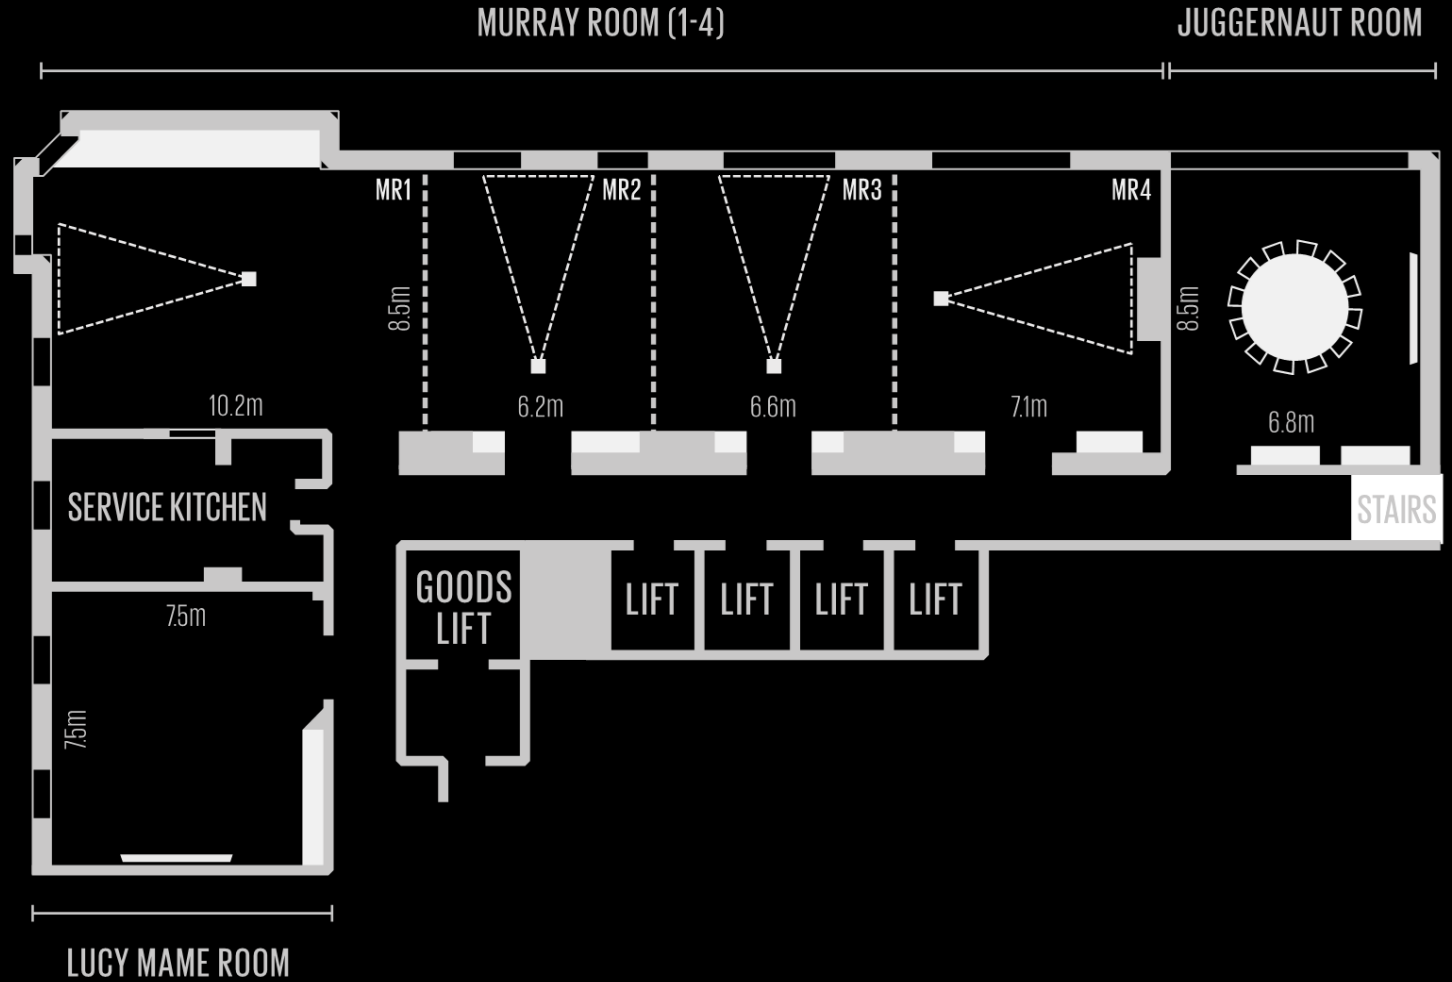 MURRAY ROOM (1-4)
JUGGERNAUT ROOM
MR1
MR2
MR3
MR4
8.5m
8.5m
10.2m
6.2m
6.6m
7.1m
6.8m
SERVICE KITCHEN
STAIRS
GOODS
LIFT
LIFT
LIFT
LIFT
LIFT
7.5m
7.5m
LUCY MAME ROOM